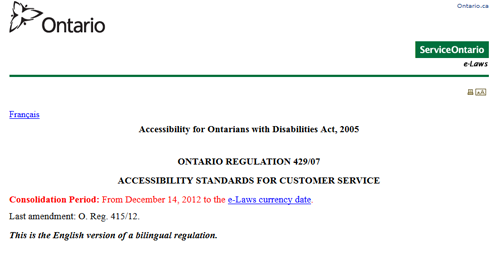 Ontario
Ontario.ca
ServiceOntario
e-Laws
Français
Accessibility for Ontarians with Disabilities Act, 2005
ONTARIO REGULATION 429/07
ACCESSIBILITY STANDARDS FOR CUSTOMER SERVICE
Consolidation Period: From December 14, 2012 to the e-Laws currency date.
Last amendment: O. Reg. 415/12.
This is the English version of a bilingual regulation.